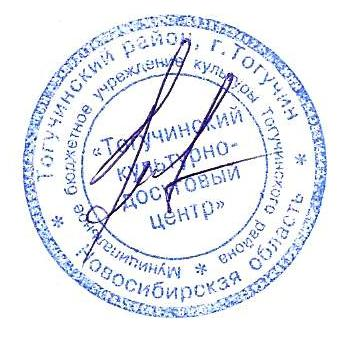 Тогучинский район, г. Тогучин
* Новосибирская область *
Муниципальное бюджетное учреждение культуры Тогучинского района *
«Тогучинский
культурно-
досуговый
центр»